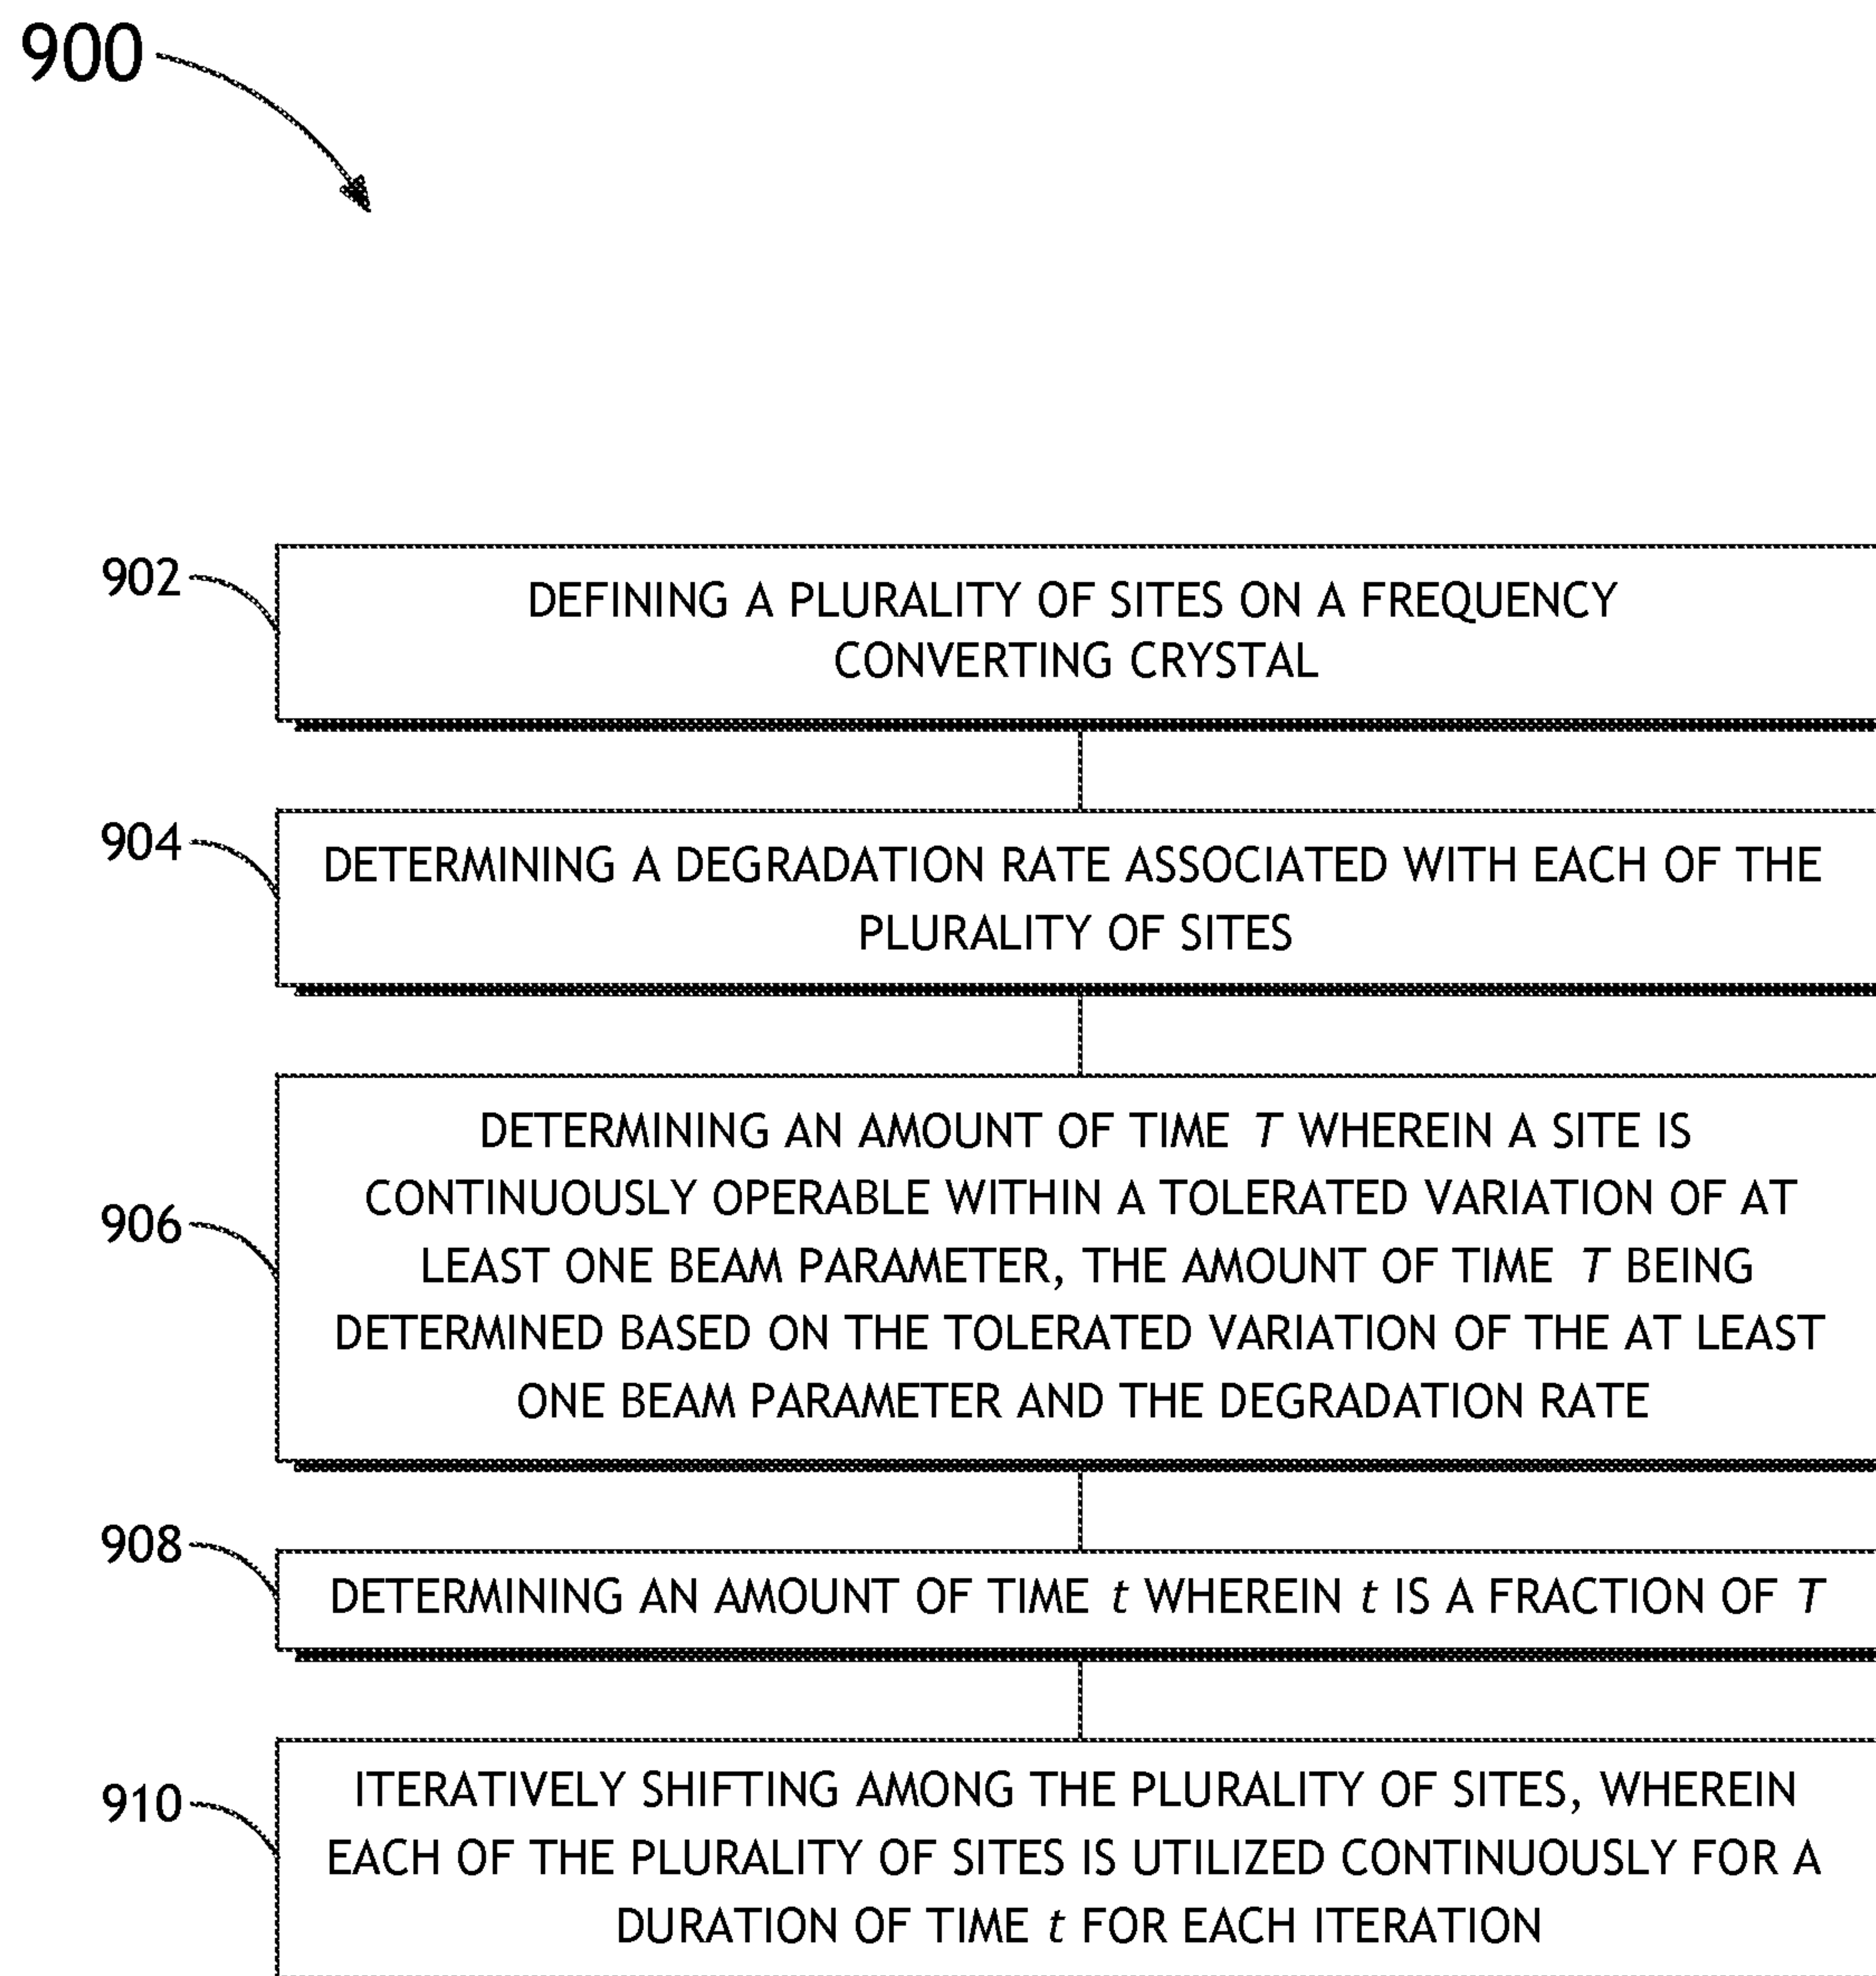 900
902
DEFINING A PLURALITY OF SITES ON A FREQUENCY
CONVERTING CRYSTAL
904
DETERMINING A DEGRADATION RATE ASSOCIATED WITH EACH OF THE
PLURALITY OF SITES
906
DETERMINING AN AMOUNT OF TIME T WHEREIN A SITE IS
CONTINUOUSLY OPERABLE WITHIN A TOLERATED VARIATION OF AT
LEAST ONE BEAM PARAMETER, THE AMOUNT OF TIME T BEING
DETERMINED BASED ON THE TOLERATED VARIATION OF THE AT LEAST
ONE BEAM PARAMETER AND THE DEGRADATION RATE
908
DETERMINING AN AMOUNT OF TIME t WHEREIN t IS A FRACTION OF T
910
ITERATIVELY SHIFTING AMONG THE PLURALITY OF SITES, WHEREIN
EACH OF THE PLURALITY OF SITES IS UTILIZED CONTINUOUSLY FOR A
DURATION OF TIME t FOR EACH ITERATION